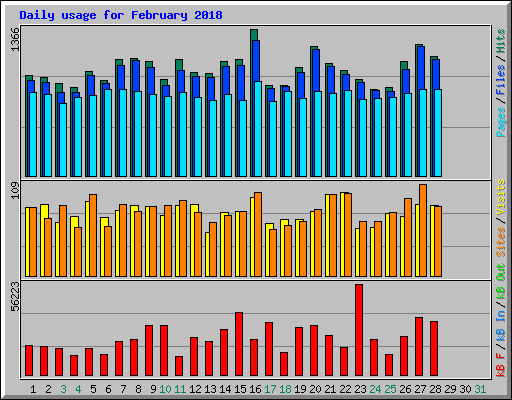 Daily usage for February 2018
1366
Pages / Files / Hits
109
Sites / Visits
56223
kB F / kB In / kB Out
1 2 3 4 5 6 7 8 9 10 11 12 13 14 15 16 17 18 19 20 21 22 23 24 25 26 27 28 29 30 31